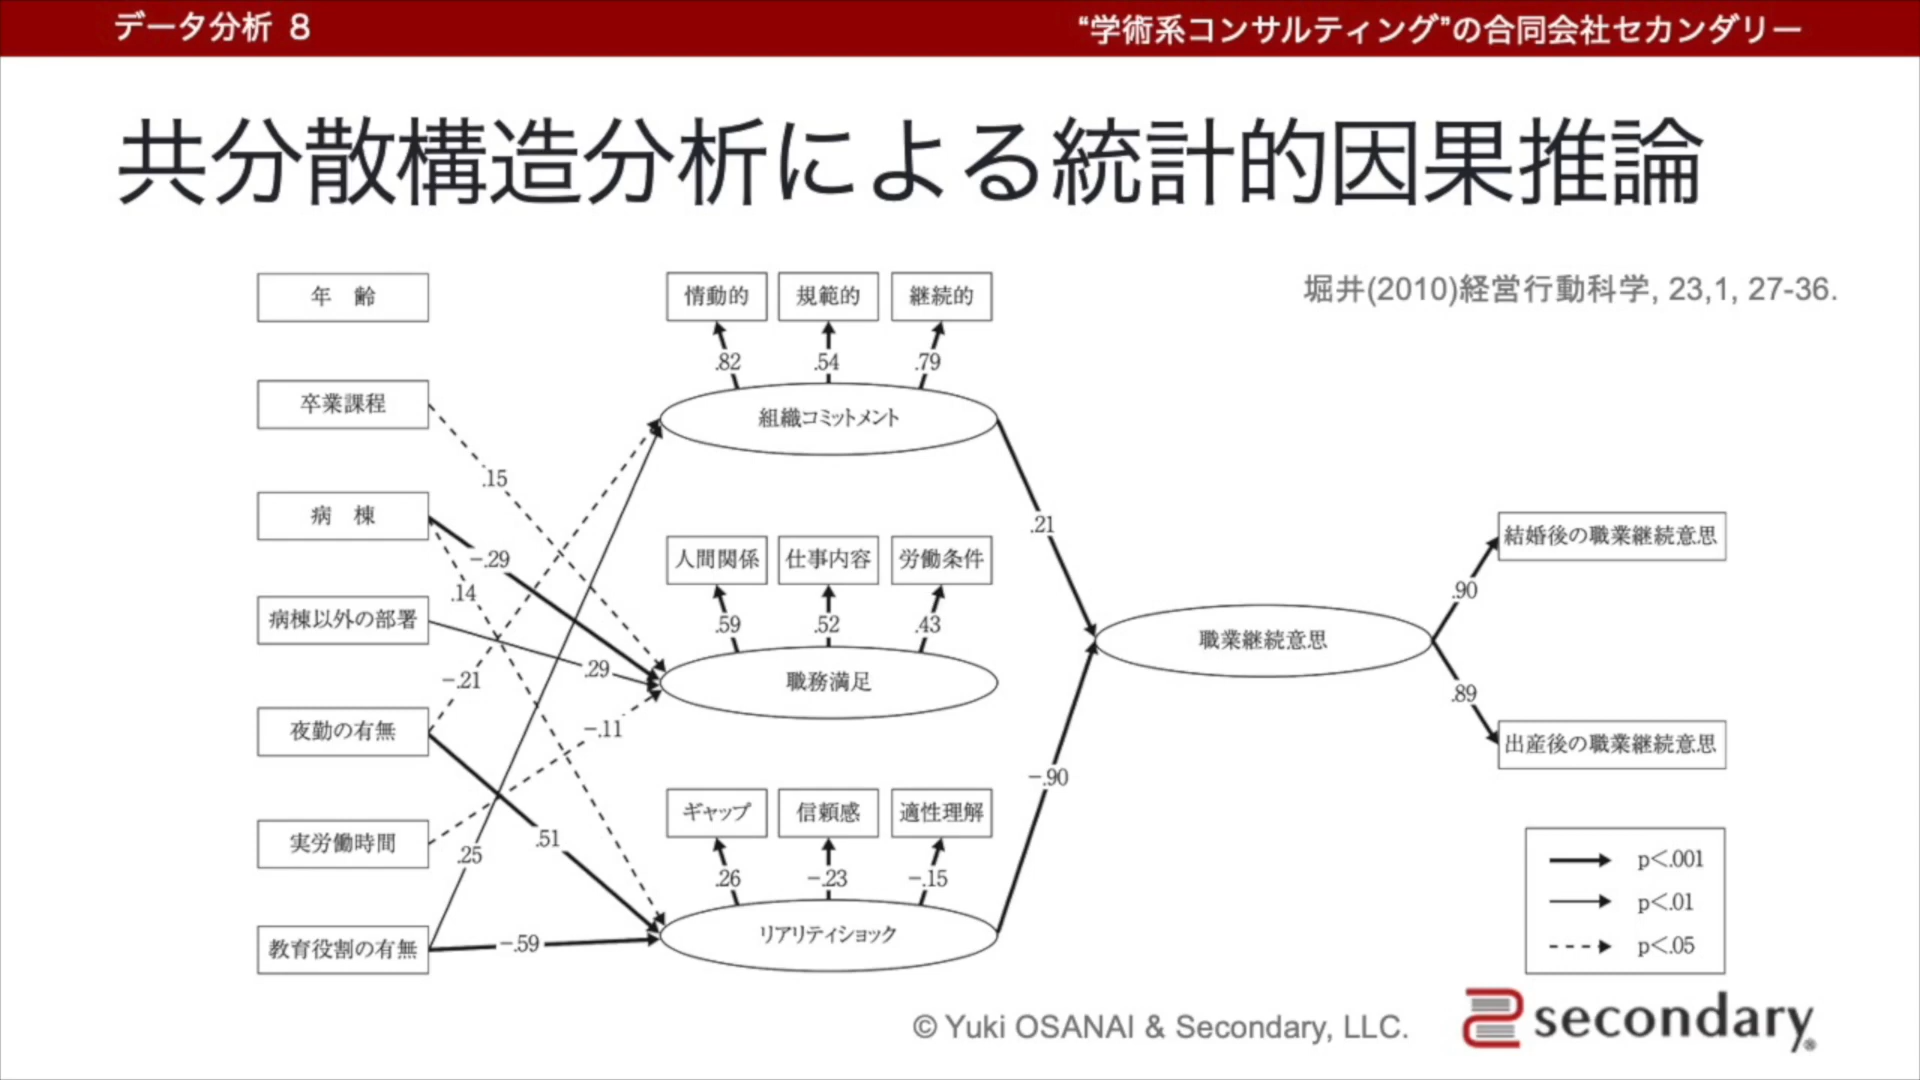 データ分析 8
“学術系コンサルティング”の合同会社セカンダリー
共分散構造分析による統計的因果推論
堀井(2010)経営行動科学, 23,1, 27-36.
年　齢
卒業課程
病　棟
病棟以外の部署
夜勤の有無
実労働時間
教育役割の有無
.15
-.29
.14
.29
-.21
-.11
.51
.25
-.59
情動的
規範的
継続的
.82
.54
.79
組織コミットメント
人間関係
仕事内容
労働条件
.59
.52
.43
職務満足
ギャップ
信頼感
適性理解
.26
-.23
-.15
リアリティショック
.21
-.90
職業継続意思
.90
.89
結婚後の職業継続意思
出産後の職業継続意思
p<.001
p<.01
p<.05
© Yuki OSANAI & Secondary, LLC.
secondary®